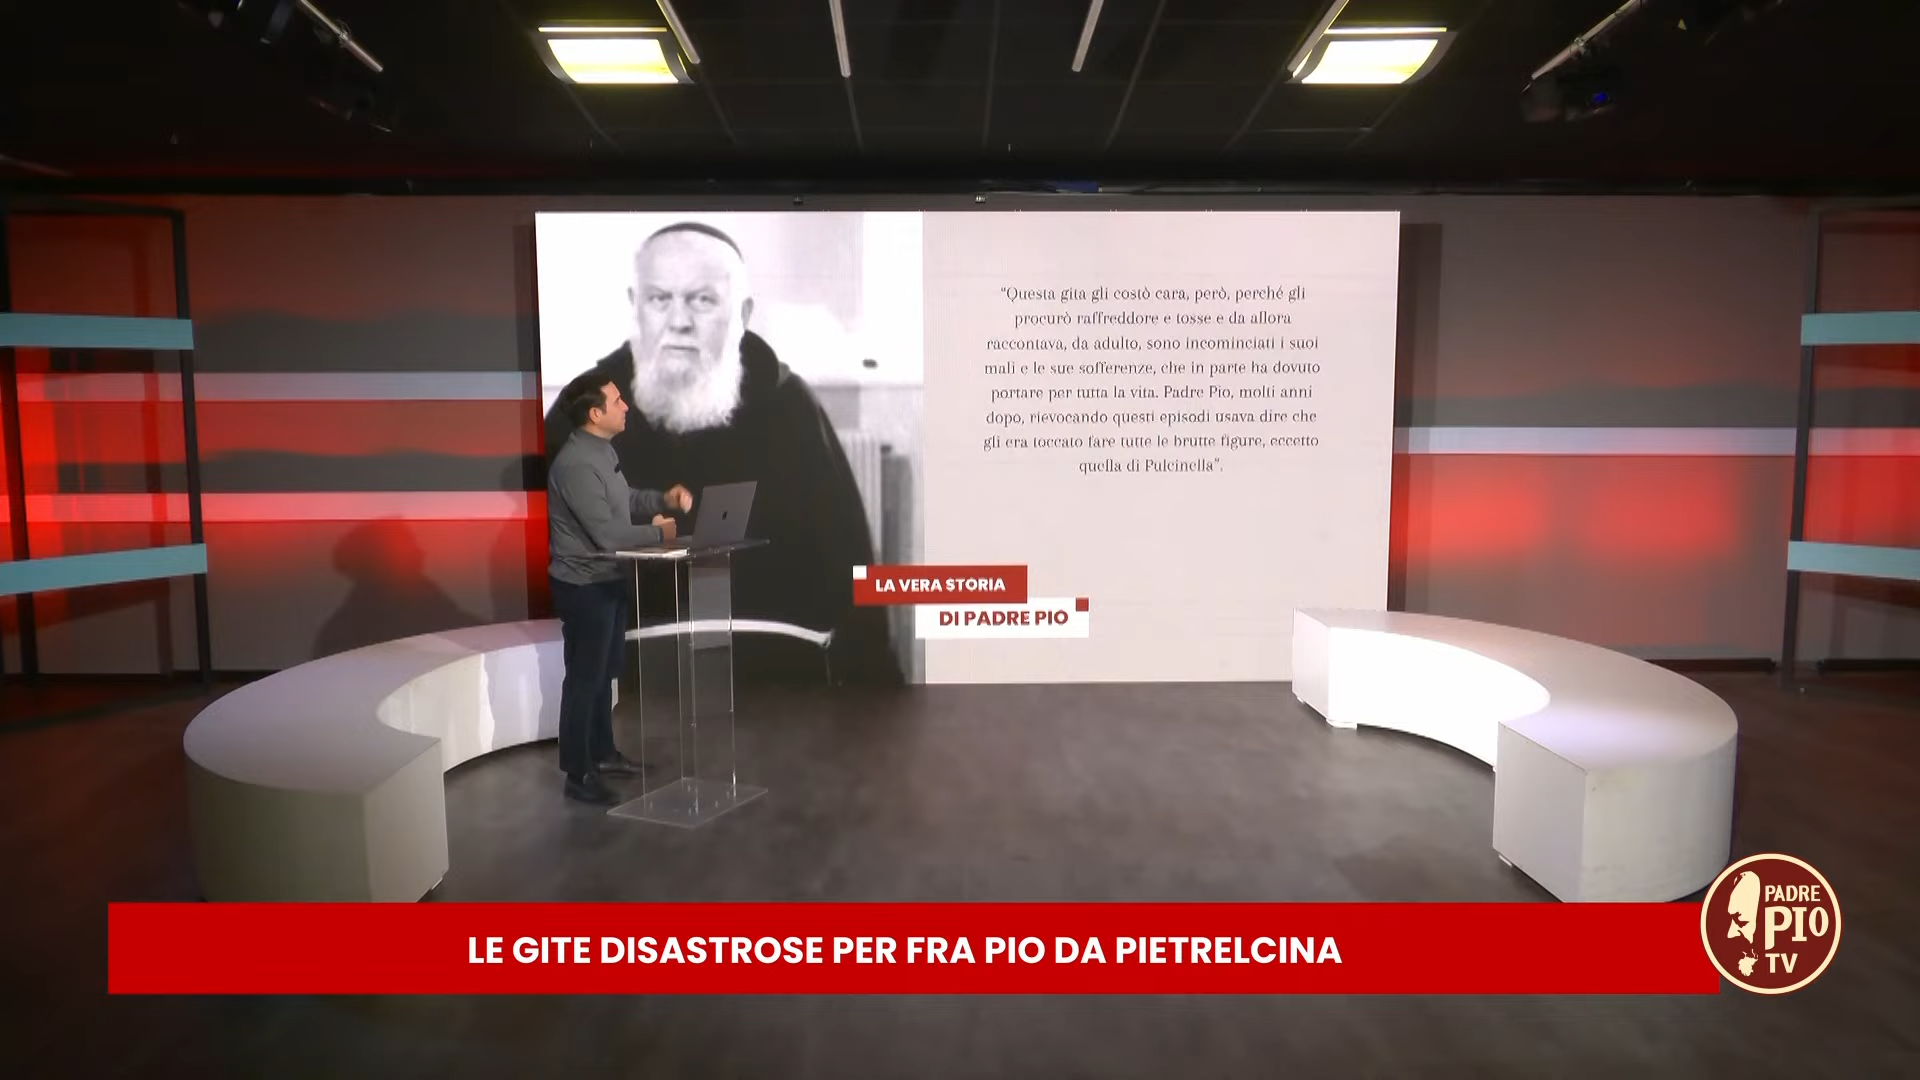 “Questa gita gli costò cara, però, perché gli
procurò raffreddore e tosse e da allora
raccontava, da adulto, sono incominciati i suoi
mali e le sue sofferenze, che in parte ha dovuto
portare per tutta la vita. Padre Pio, molti anni
dopo, rievocando questi episodi usava dire che
gli era toccato fare tutte le brutte figure, eccetto
quella di Pulcinella”.
LA VERA STORIA
DI PADRE PIO
LE GITE DISASTROSE PER FRA PIO DA PIETRELCINA
PADRE
PIO
TV